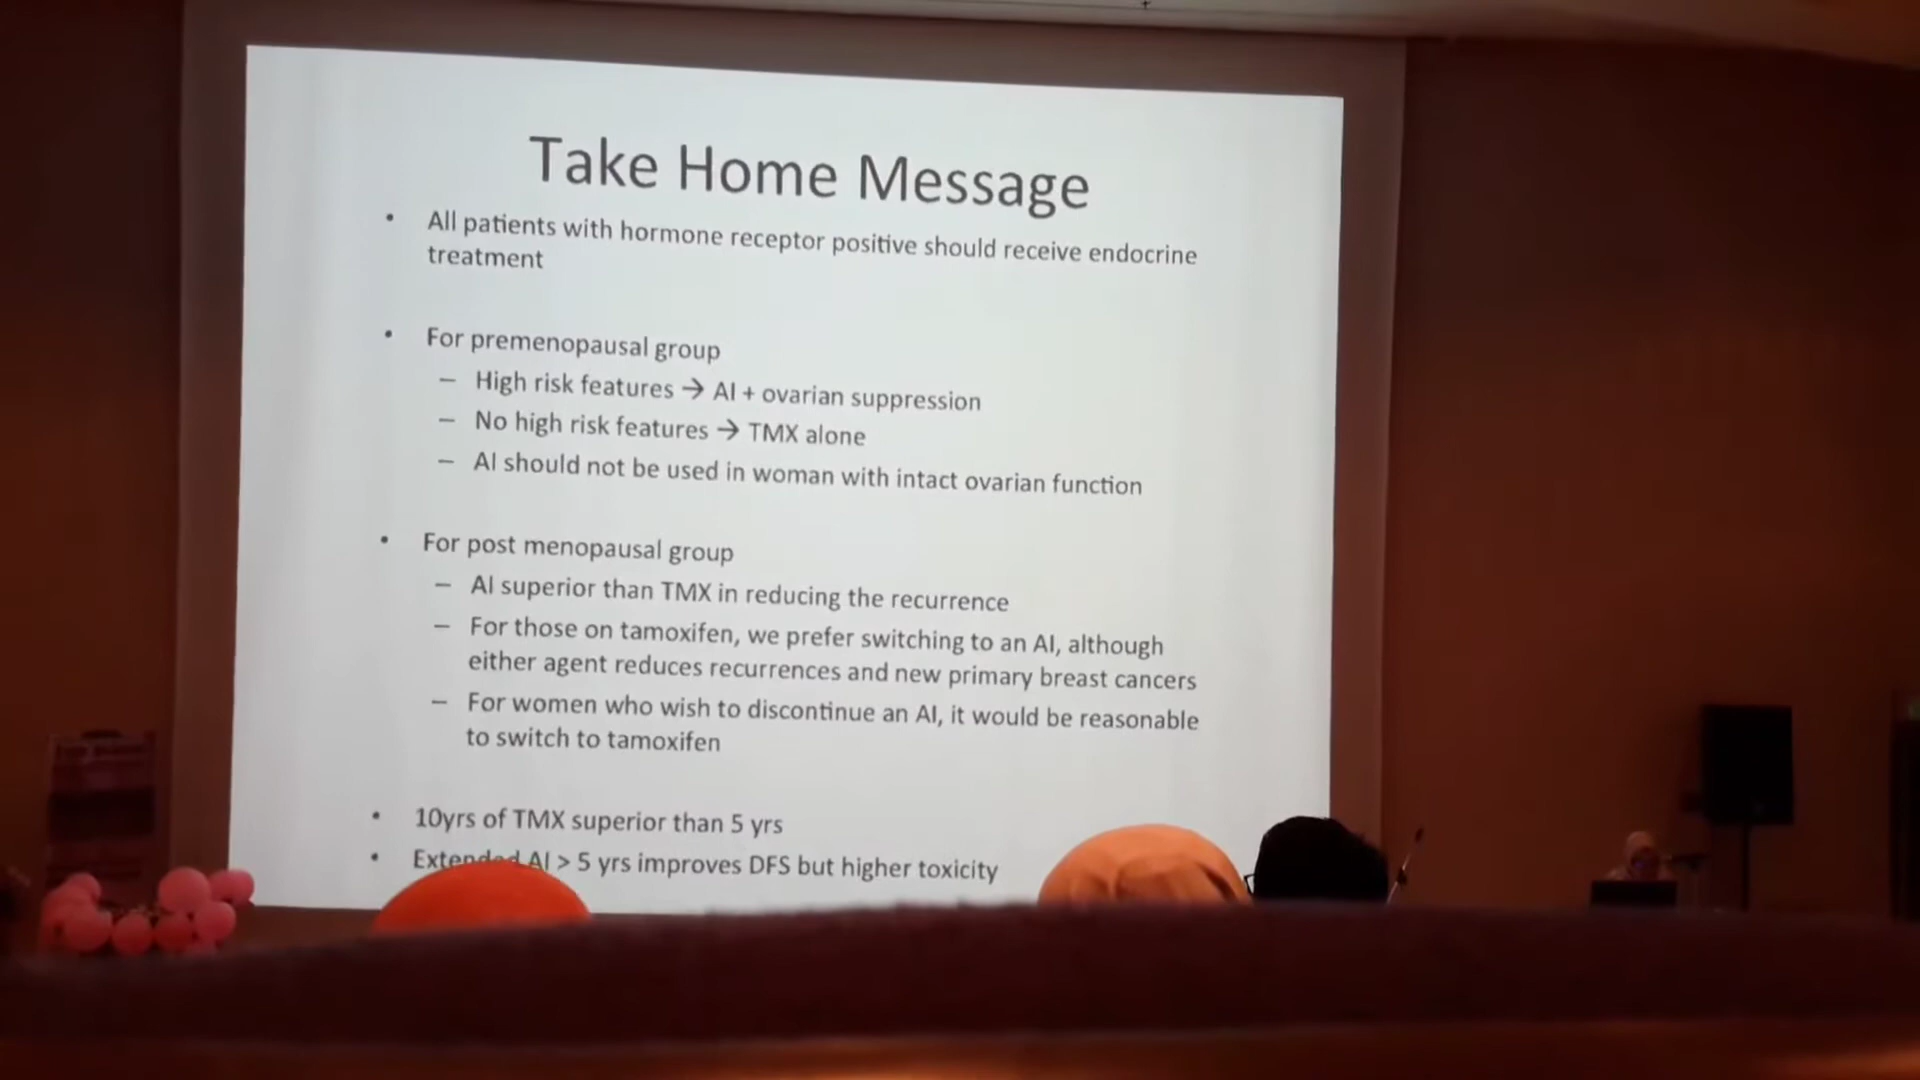 Take Home Message
• All patients with hormone receptor positive should receive endocrine
treatment
• For premenopausal group
– High risk features → AI + ovarian suppression
– No high risk features → TMX alone
– AI should not be used in woman with intact ovarian function
• For post menopausal group
– AI superior than TMX in reducing the recurrence
– For those on tamoxifen, we prefer switching to an AI, although
either agent reduces recurrences and new primary breast cancers
– For women who wish to discontinue an AI, it would be reasonable
to switch to tamoxifen
• 10yrs of TMX superior than 5 yrs
• Extended AI > 5 yrs improves DFS but higher toxicity